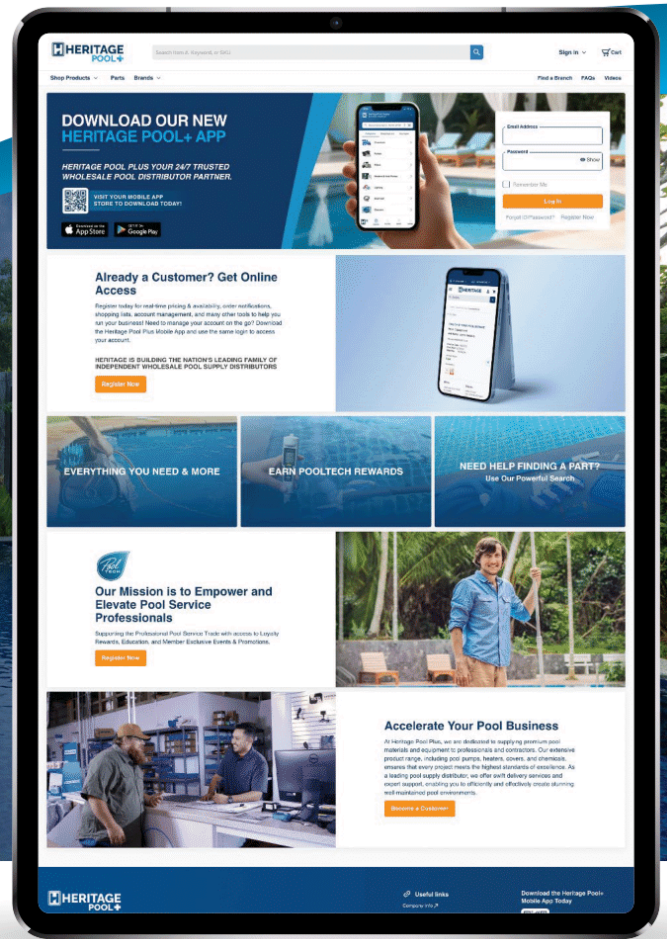 HERITAGE
POOL+
Search Item #, Keyword, or SKU
Sign In
Cart
Shop Products
Parts
Brands
Find a Branch
FAQs
Videos
DOWNLOAD OUR NEW
HERITAGE POOL+ APP
HERITAGE POOL PLUS YOUR 24/7 TRUSTED
WHOLESALE POOL DISTRIBUTOR PARTNER.
VISIT YOUR MOBILE APP
STORE TO DOWNLOAD TODAY!
Download on the
App Store
GET IT ON
Google Play
Email Address
Password
Show
Remember Me
Log In
Forgot ID/Password?
Register Now
Already a Customer? Get Online
Access
Register today for real-time pricing & availability, order notifications,
shopping lists, account management, and many other tools to help you
run your business! Need to manage your account on the go? Download
the Heritage Pool Plus Mobile App and use the same login to access
your account.
HERITAGE IS BUILDING THE NATION'S LEADING FAMILY OF
INDEPENDENT WHOLESALE POOL SUPPLY DISTRIBUTORS
Register Now
HERITAGE
EVERYTHING YOU NEED & MORE
EARN POOLTECH REWARDS
NEED HELP FINDING A PART?
Use Our Powerful Search
Pool
TECH
Our Mission is to Empower and
Elevate Pool Service
Professionals
Supporting the Professional Pool Service Trade with access to Loyalty
Rewards, Education, and Member Exclusive Events & Promotions.
Register Now
Accelerate Your Pool Business
At Heritage Pool Plus, we are dedicated to supplying premium pool
materials and equipment to professionals and contractors. Our extensive
product range, including pool pumps, heaters, covers, and chemicals,
ensures that every project meets the highest standards of excellence. As
a leading pool supply distributor, we offer swift delivery services and
expert support, enabling you to efficiently and effectively create stunning
well-maintained pool environments.
Become a Customer
HERITAGE
POOL+
Useful links
Company Info
Download the Heritage Pool+
Mobile App Today